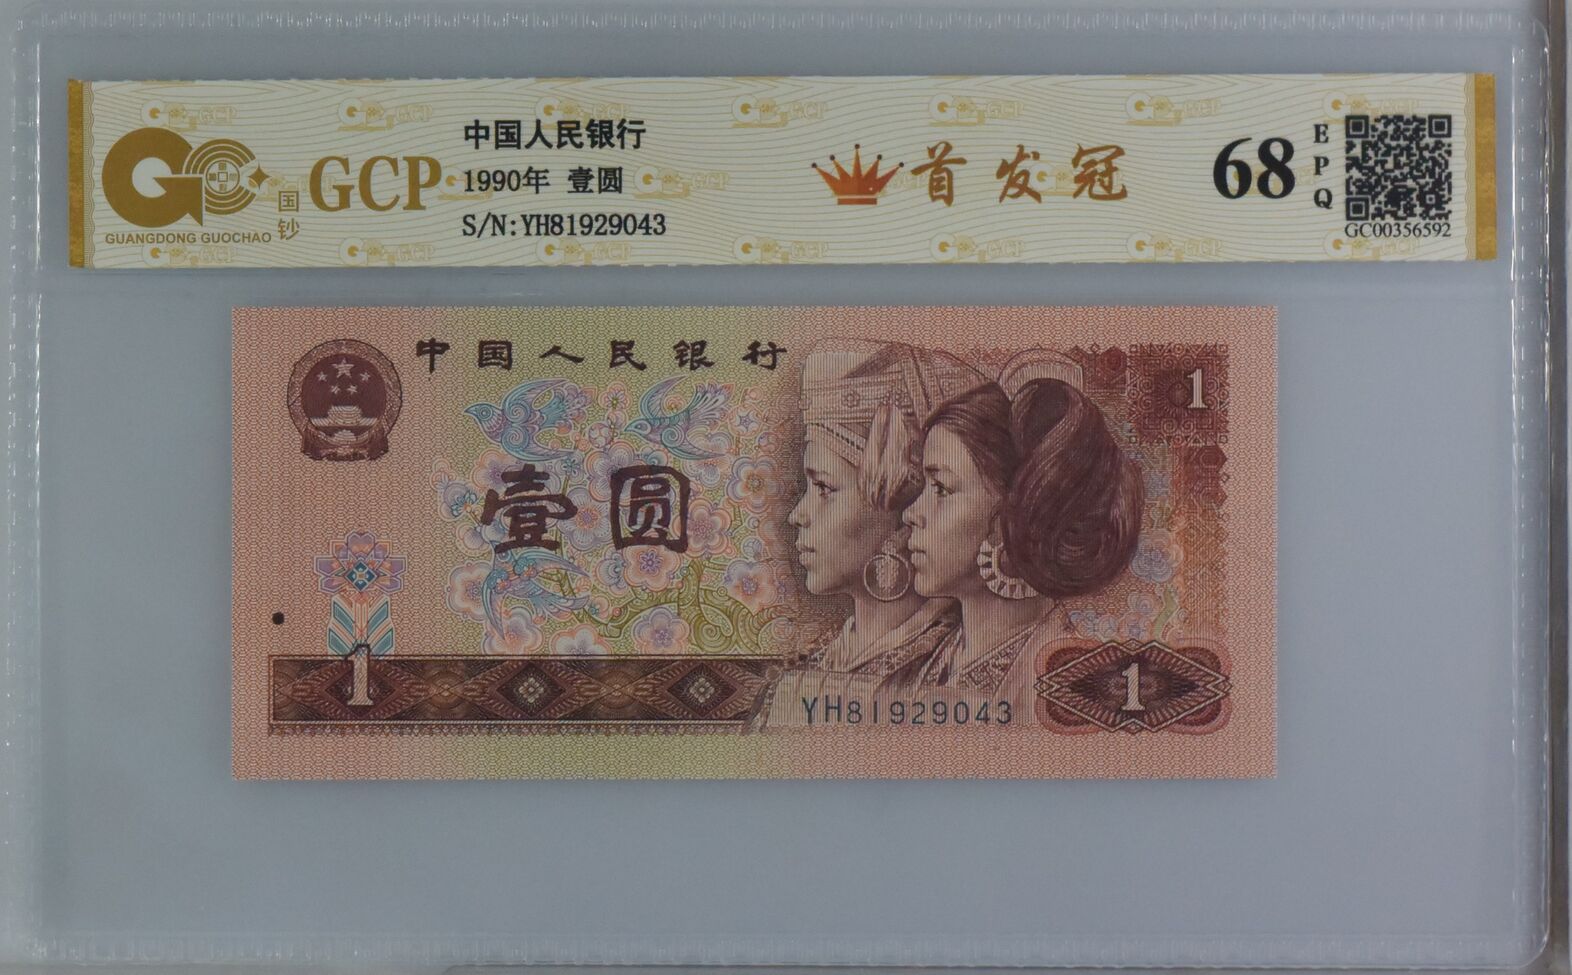 GCP
国钞
GUANGDONG GUOCHAO
中国人民银行
1990年 壹圆
S/N:YH81929043
首发冠
68
EPQ
GC00356592
中国人民银行
1
壹圆
1
YH81929043
1